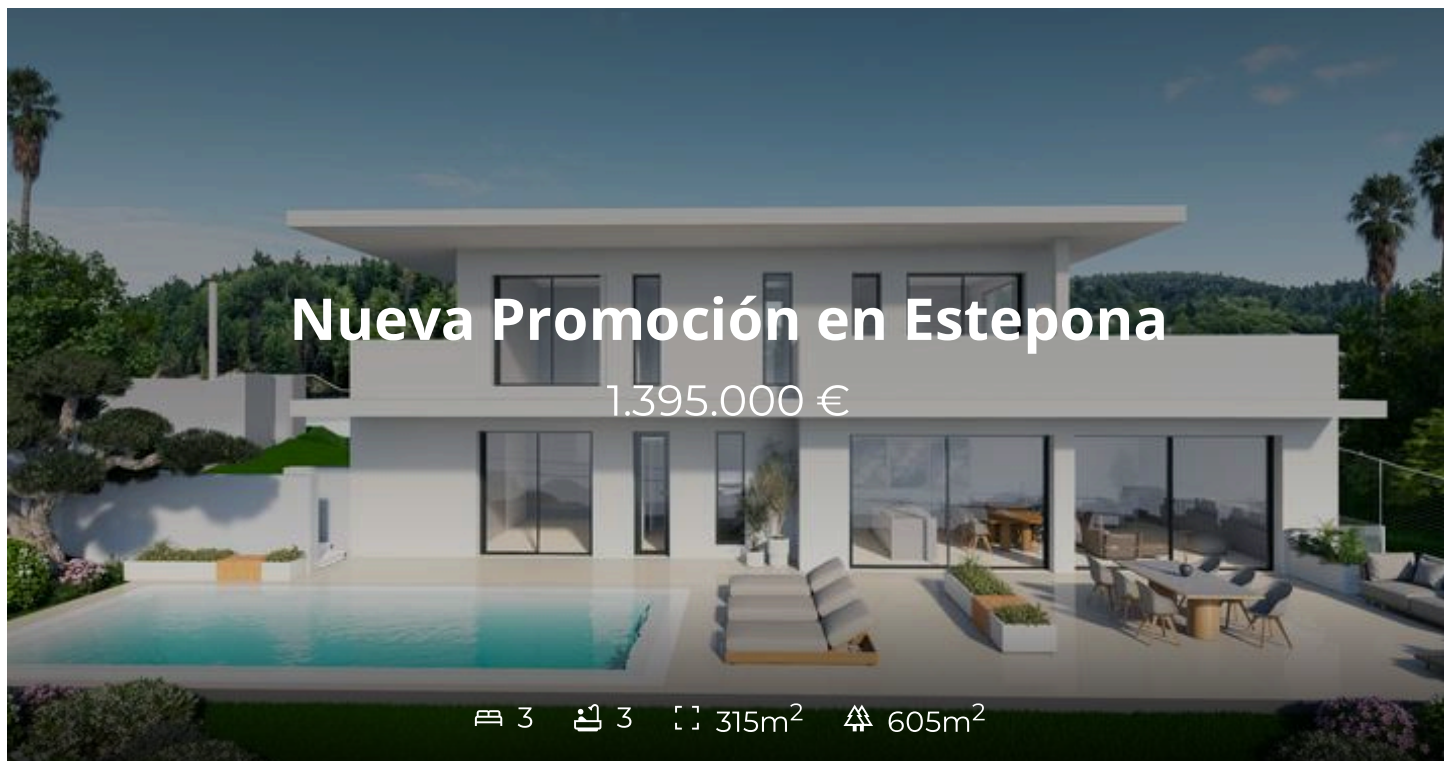 Nueva Promoción en Estepona
1.395.000 €
3 3 315m² 605m²